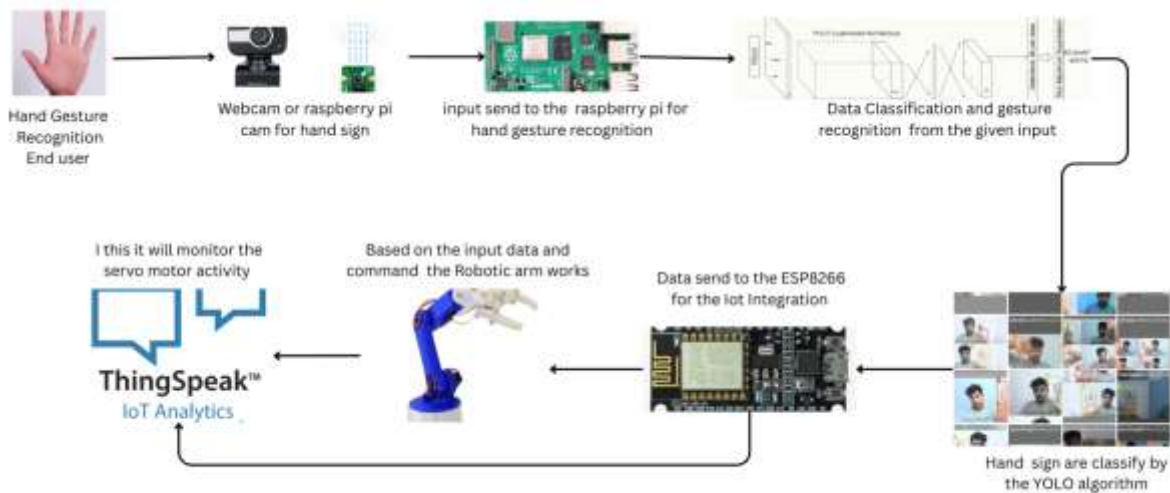 Hand Gesture
Recognition
End user
Webcam or raspberry pi
cam for hand sign
input send to the raspberry pi for
hand gesture recognition
Data Classification and gesture
recognition from the given input
I this it will monitor the
servo motor activity
ThingSpeak™
IoT Analytics
Based on the input data and
command the Robotic arm works
Data send to the ESP8266
for the Iot Integration
Hand sign are classify by
the YOLO algorithm